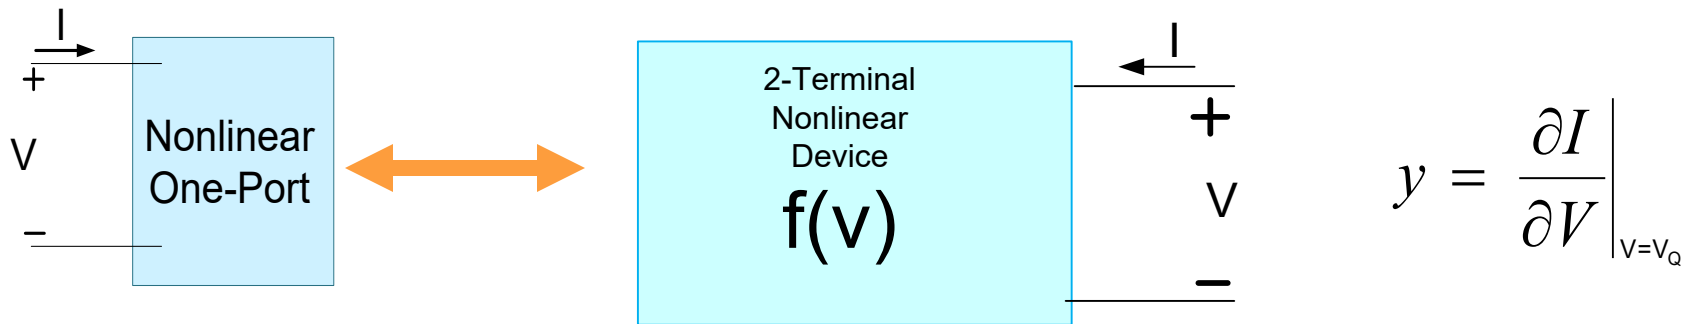 I
+
V
−
Nonlinear
One-Port
2-Terminal
Nonlinear
Device
f(v)
I
+
V
−
y = ∂I/∂V|V=VQ